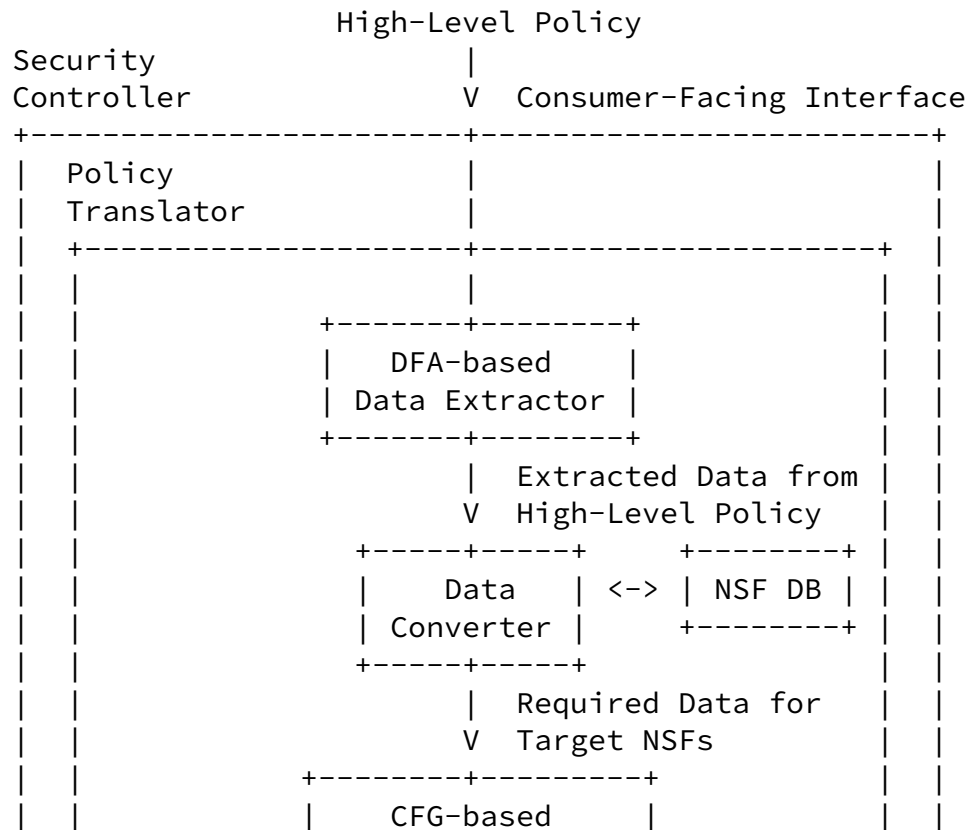 High-Level Policy
Security |
Controller V Consumer-Facing Interface
+------------------------+-------------------------+
| Policy | |
| Translator | |
| +---------------------+----------------------+ |
| | | | |
| | +-------+--------+ | |
| | | DFA-based | | |
| | | Data Extractor | | |
| | +-------+--------+ | |
| | | Extracted Data from | |
| | V High-Level Policy | |
| | +-----+-----+ +--------+ | |
| | | Data | <-> | NSF DB | | |
| | | Converter | +--------+ | |
| | +-----+-----+ | |
| | | Required Data for | |
| | V Target NSFs | |
| | +--------+---------+ | |
| | | CFG-based | | |